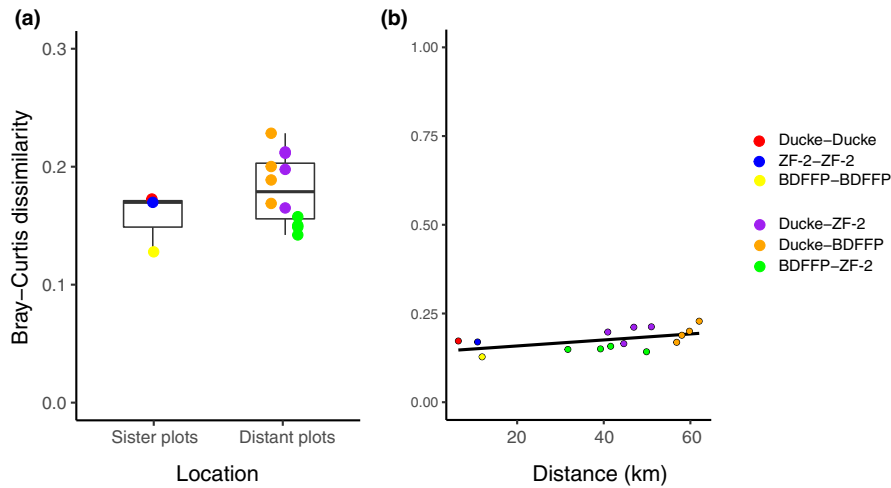 (a)
Bray−Curtis dissimilarity
0.3
0.2
0.1
0.0
Sister plots
Distant plots
Location
(b)
1.00
0.75
0.50
0.25
0.00
20
40
60
Distance (km)
Ducke−Ducke
ZF−2−ZF−2
BDFFP−BDFFP
Ducke−ZF−2
Ducke−BDFFP
BDFFP−ZF−2